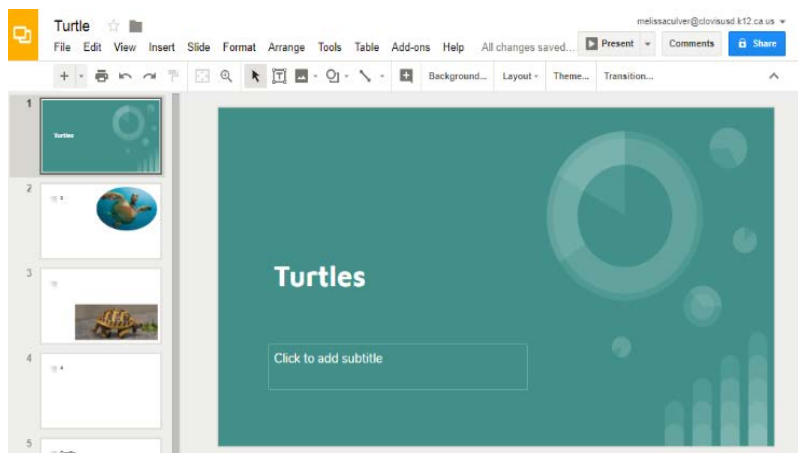 Turtle
melissaculver@clovisusd.k12.ca.us
File Edit View Insert Slide Format Arrange Tools Table Add-ons Help All changes saved...
Present Comments Share
Background... Layout Theme... Transition...
1
Turtles
2
3
4
5
Turtles
Click to add subtitle